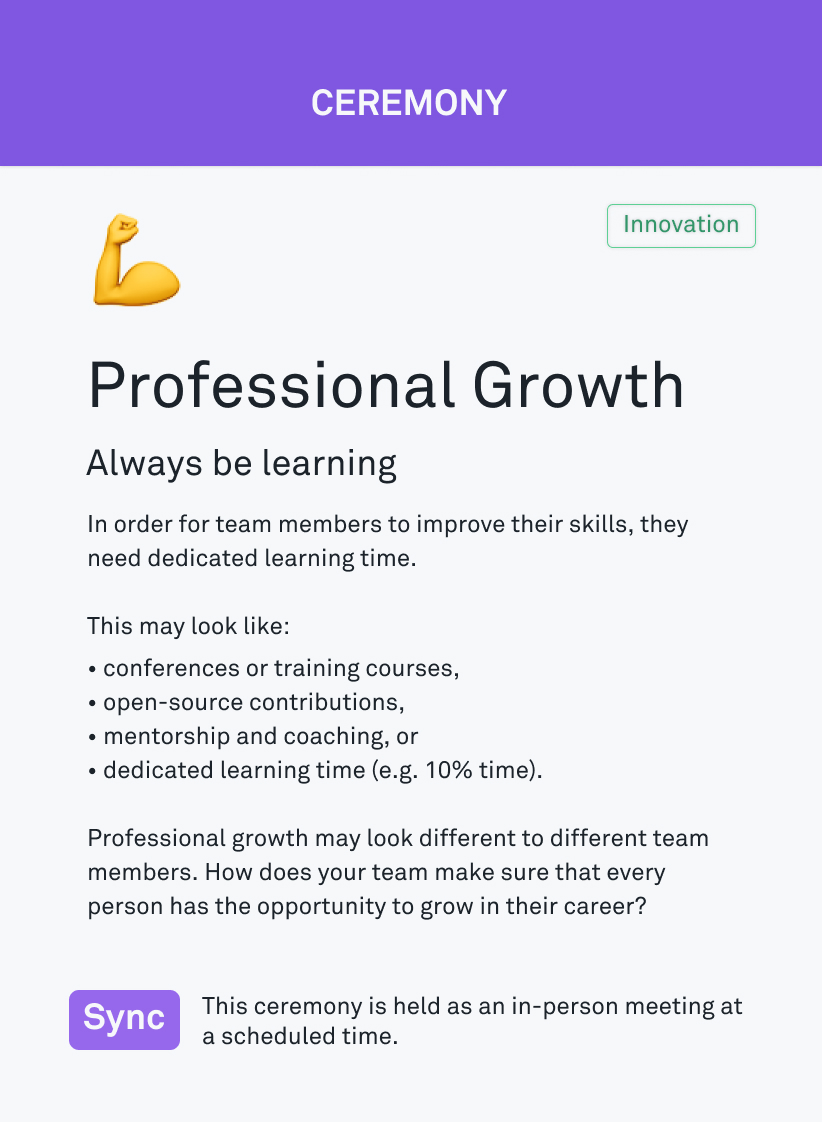 CEREMONY
Innovation
Professional Growth
Always be learning
In order for team members to improve their skills, they
need dedicated learning time.
This may look like:
• conferences or training courses,
• open-source contributions,
• mentorship and coaching, or
• dedicated learning time (e.g. 10% time).
Professional growth may look different to different team
members. How does your team make sure that every
person has the opportunity to grow in their career?
Sync
This ceremony is held as an in-person meeting at
a scheduled time.